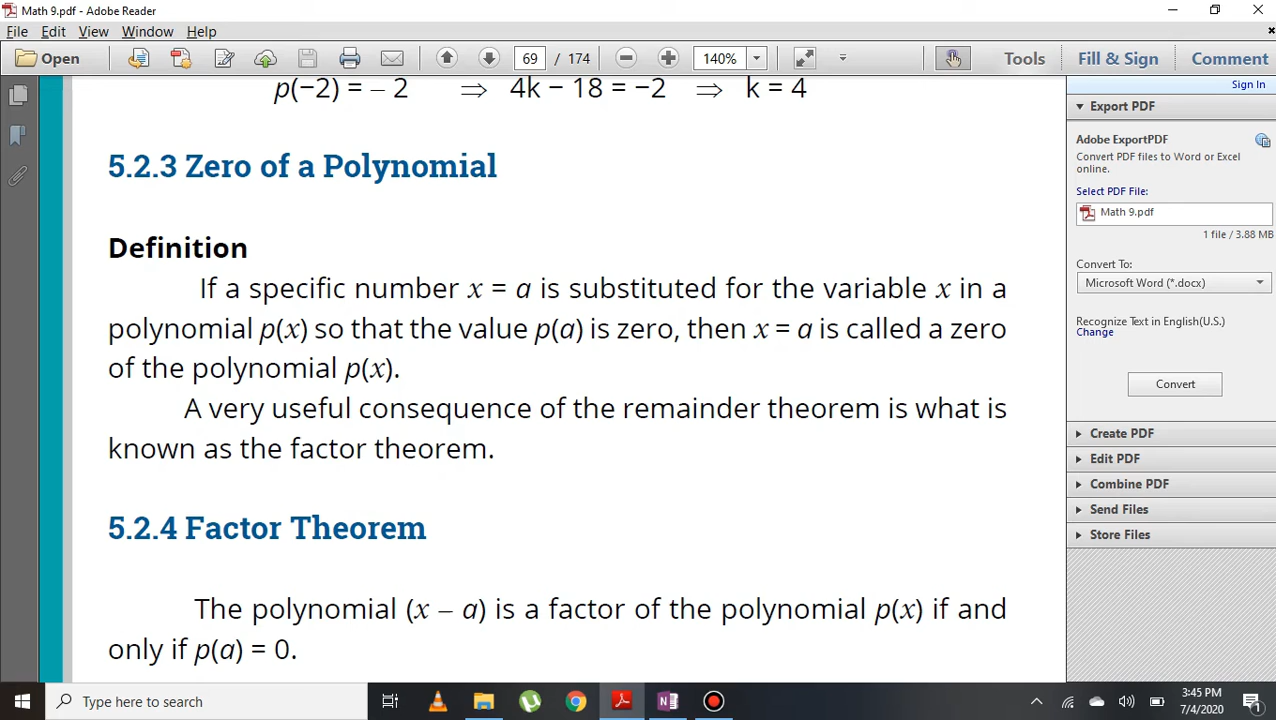 Math 9.pdf - Adobe Reader
File Edit View Window Help
Open 69 / 174 140% Tools Fill & Sign Comment
Sign In
p(−2) = – 2 ⇒ 4k − 18 = −2 ⇒ k = 4
5.2.3 Zero of a Polynomial
Definition
If a specific number x = a is substituted for the variable x in a
polynomial p(x) so that the value p(a) is zero, then x = a is called a zero
of the polynomial p(x).
A very useful consequence of the remainder theorem is what is
known as the factor theorem.
5.2.4 Factor Theorem
The polynomial (x – a) is a factor of the polynomial p(x) if and
only if p(a) = 0.
Export PDF
Adobe ExportPDF
Convert PDF files to Word or Excel
online.
Select PDF File:
Math 9.pdf
1 file / 3.88 MB
Convert To:
Microsoft Word (*.docx)
Recognize Text in English(U.S.)
Change
Convert
Create PDF
Edit PDF
Combine PDF
Send Files
Store Files
Type here to search
3:45 PM
7/4/2020
1